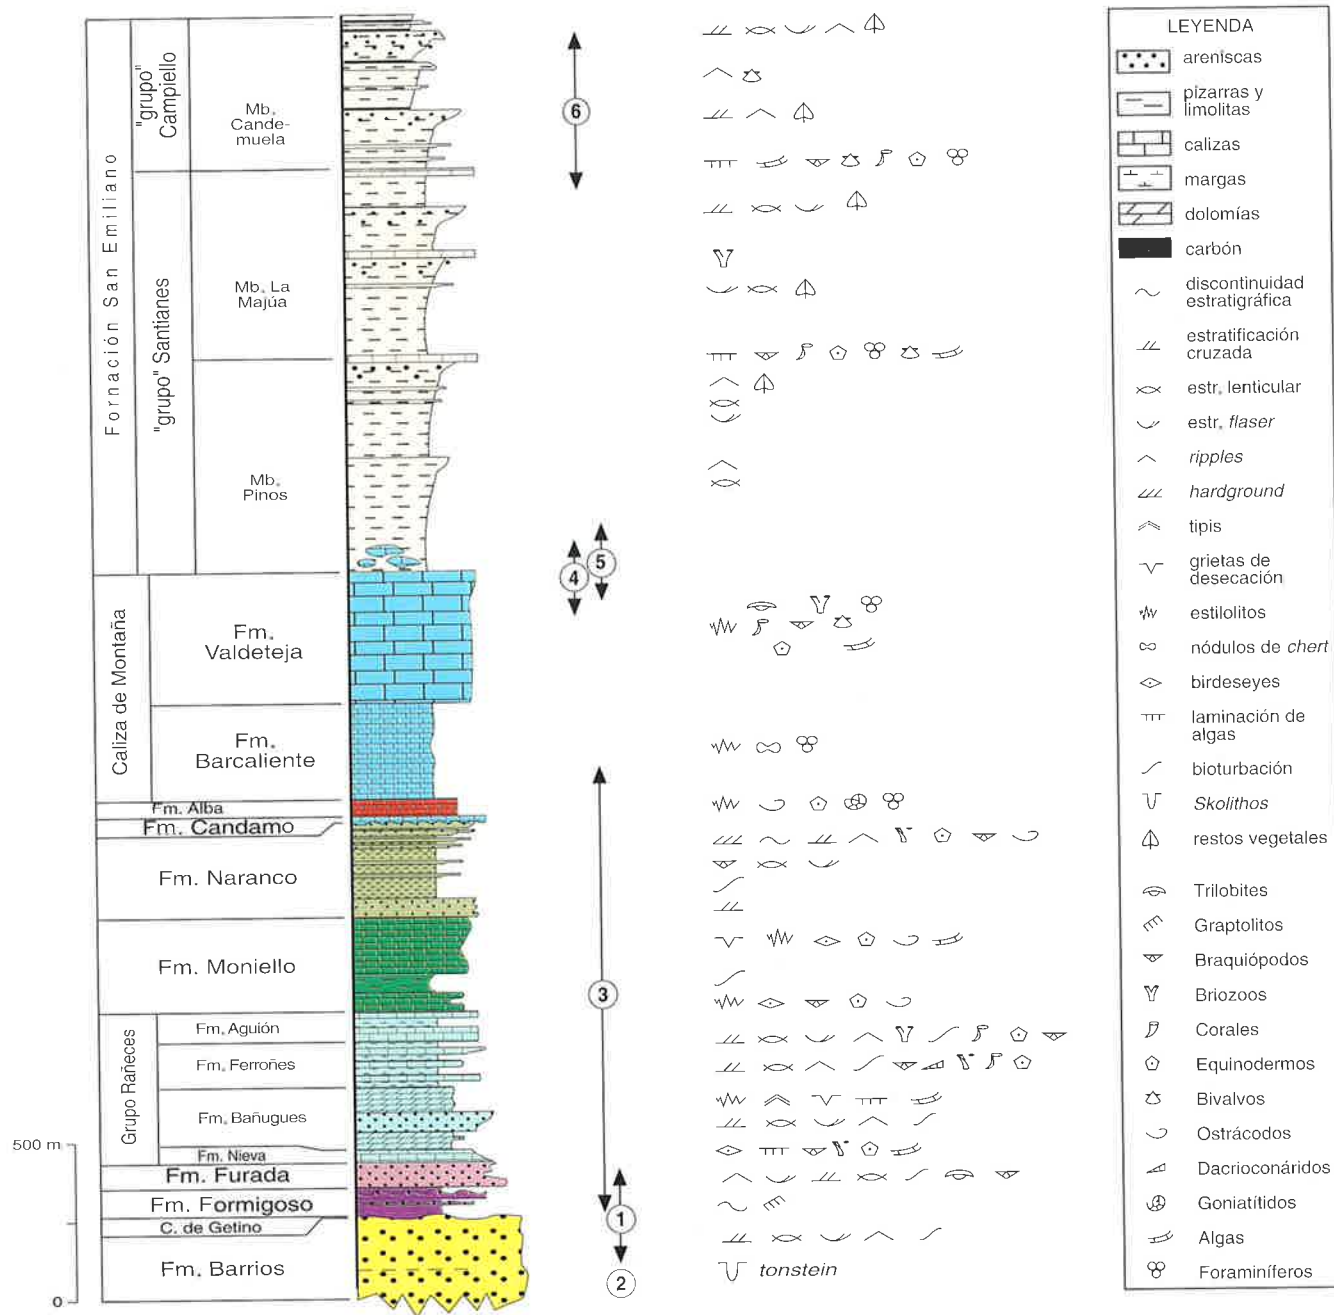 Fornación San Emiliano
"grupo"
Campiello
"grupo" Santianes
Mb.
Cande-
muela
Mb. La
Majúa
Mb.
Pinos
Caliza de Montaña
Fm.
Valdeteja
Fm.
Barcaliente
Fm. Alba
Fm. Candamo
Fm. Naranco
Fm. Moniello
Grupo Rañeces
Fm. Aguión
Fm. Ferroñes
Fm. Bañugues
Fm. Nieva
Fm. Furada
Fm. Formigoso
C. de Getino
Fm. Barrios
500 m
0
6
5
4
3
1
2
tonstein
LEYENDA
areniscas
pizarras y
limolitas
calizas
margas
dolomías
carbón
discontinuidad
estratigráfica
estratificación
cruzada
estr. lenticular
estr. flaser
ripples
hardground
tipis
grietas de
desecación
estilolitos
nódulos de chert
birdeseyes
laminación de
algas
bioturbación
Skolithos
restos vegetales
Trilobites
Graptolitos
Braquiópodos
Briozoos
Corales
Equinodermos
Bivalvos
Ostrácodos
Dacrioconáridos
Goniatítidos
Algas
Foraminíferos